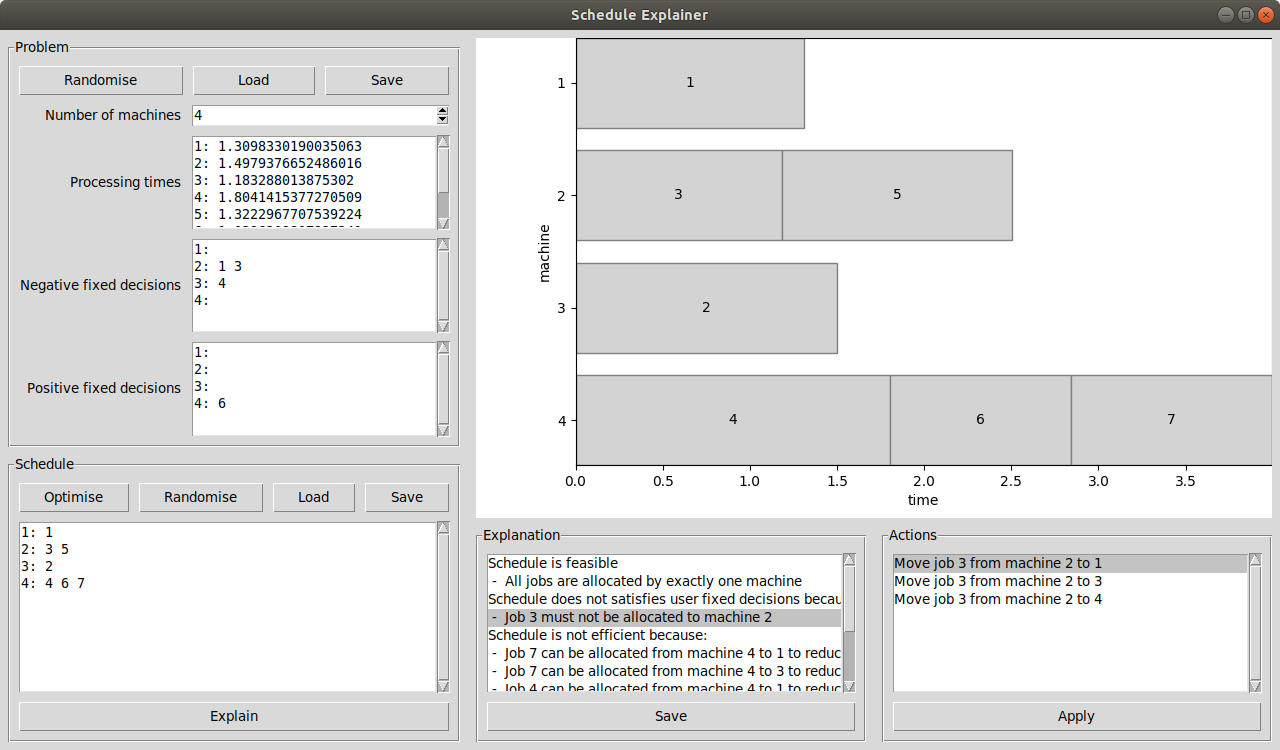 Schedule Explainer
Problem
Randomise Load Save
Number of machines 4
Processing times
1: 1.3098330190035063
2: 1.4979376652486016
3: 1.183288013875302
4: 1.8041415377270509
5: 1.3222967707539224
Negative fixed decisions
1:
2: 1 3
3: 4
4:
Positive fixed decisions
1:
2:
3:
4: 6
Schedule
Optimise Randomise Load Save
1: 1
2: 3 5
3: 2
4: 4 6 7
Explain
machine
1 1
2 3 5
3 2
4 4 6 7
0.0 0.5 1.0 1.5 2.0 2.5 3.0 3.5
time
Explanation
Schedule is feasible
- All jobs are allocated by exactly one machine
Schedule does not satisfies user fixed decisions becau
- Job 3 must not be allocated to machine 2
Schedule is not efficient because:
- Job 7 can be allocated from machine 4 to 1 to reduc
- Job 7 can be allocated from machine 4 to 3 to reduc
- Job 4 can be allocated from machine 4 to 1 to reduc
Save
Actions
Move job 3 from machine 2 to 1
Move job 3 from machine 2 to 3
Move job 3 from machine 2 to 4
Apply